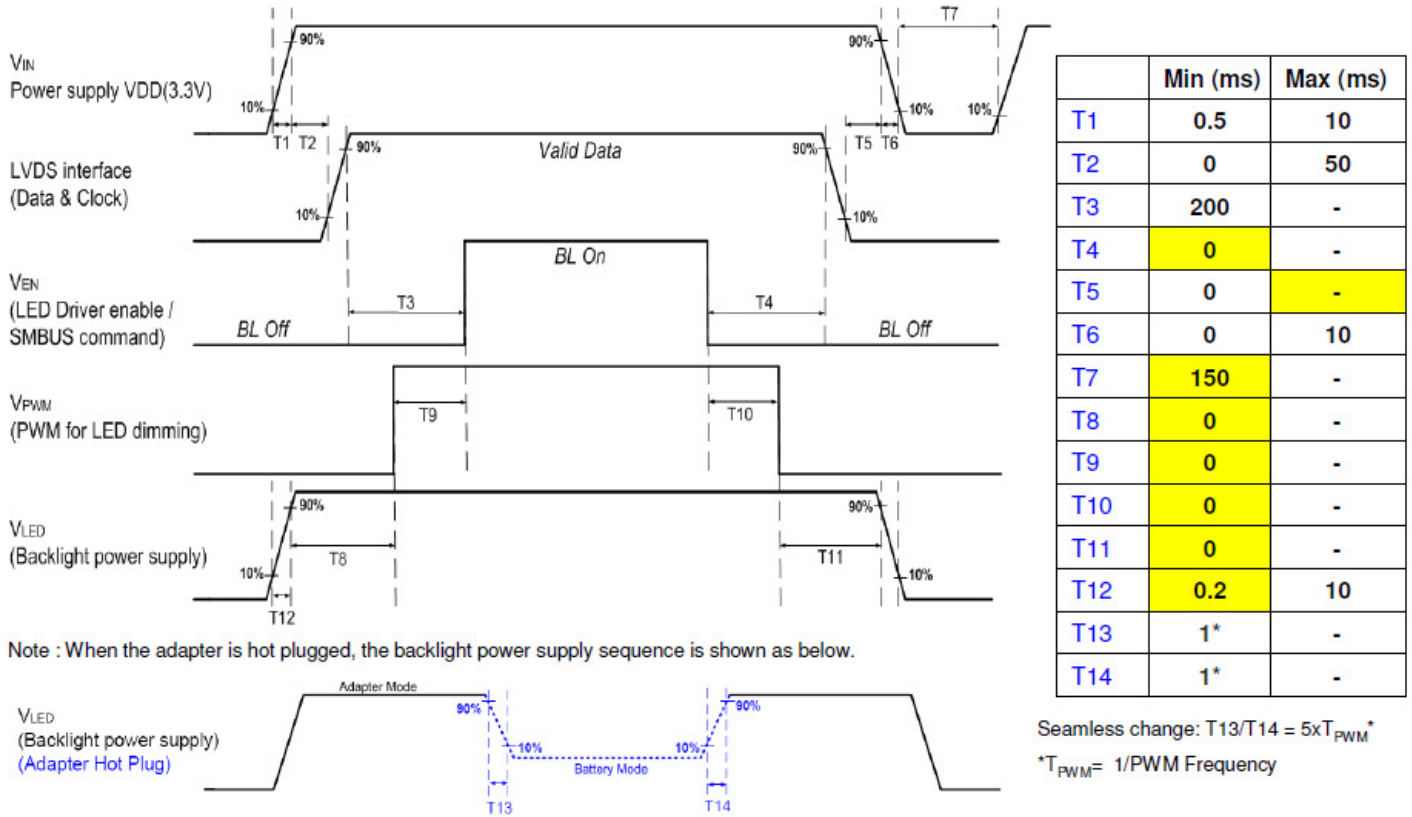 T7
90%
90%
VIN
Power supply VDD(3.3V)
10%
10%
10%
T1 T2
T5 T6
90%
Valid Data
90%
LVDS interface
(Data & Clock)
10%
10%
BL On
VEN
(LED Driver enable /
SMBUS command)
BL Off
T3
T4
BL Off
VPWM
(PWM for LED dimming)
T9
T10
90%
90%
VLED
(Backlight power supply)
T8
T11
10%
10%
T12
Note : When the adapter is hot plugged, the backlight power supply sequence is shown as below.
Adapter Mode
90%
90%
VLED
(Backlight power supply)
(Adapter Hot Plug)
10%
10%
Battery Mode
T13
T14
Min (ms) Max (ms)
T1 0.5 10
T2 0 50
T3 200 -
T4 0 -
T5 0 -
T6 0 10
T7 150 -
T8 0 -
T9 0 -
T10 0 -
T11 0 -
T12 0.2 10
T13 1* -
T14 1* -
Seamless change: T13/T14 = 5xTPWM*
*TPWM= 1/PWM Frequency